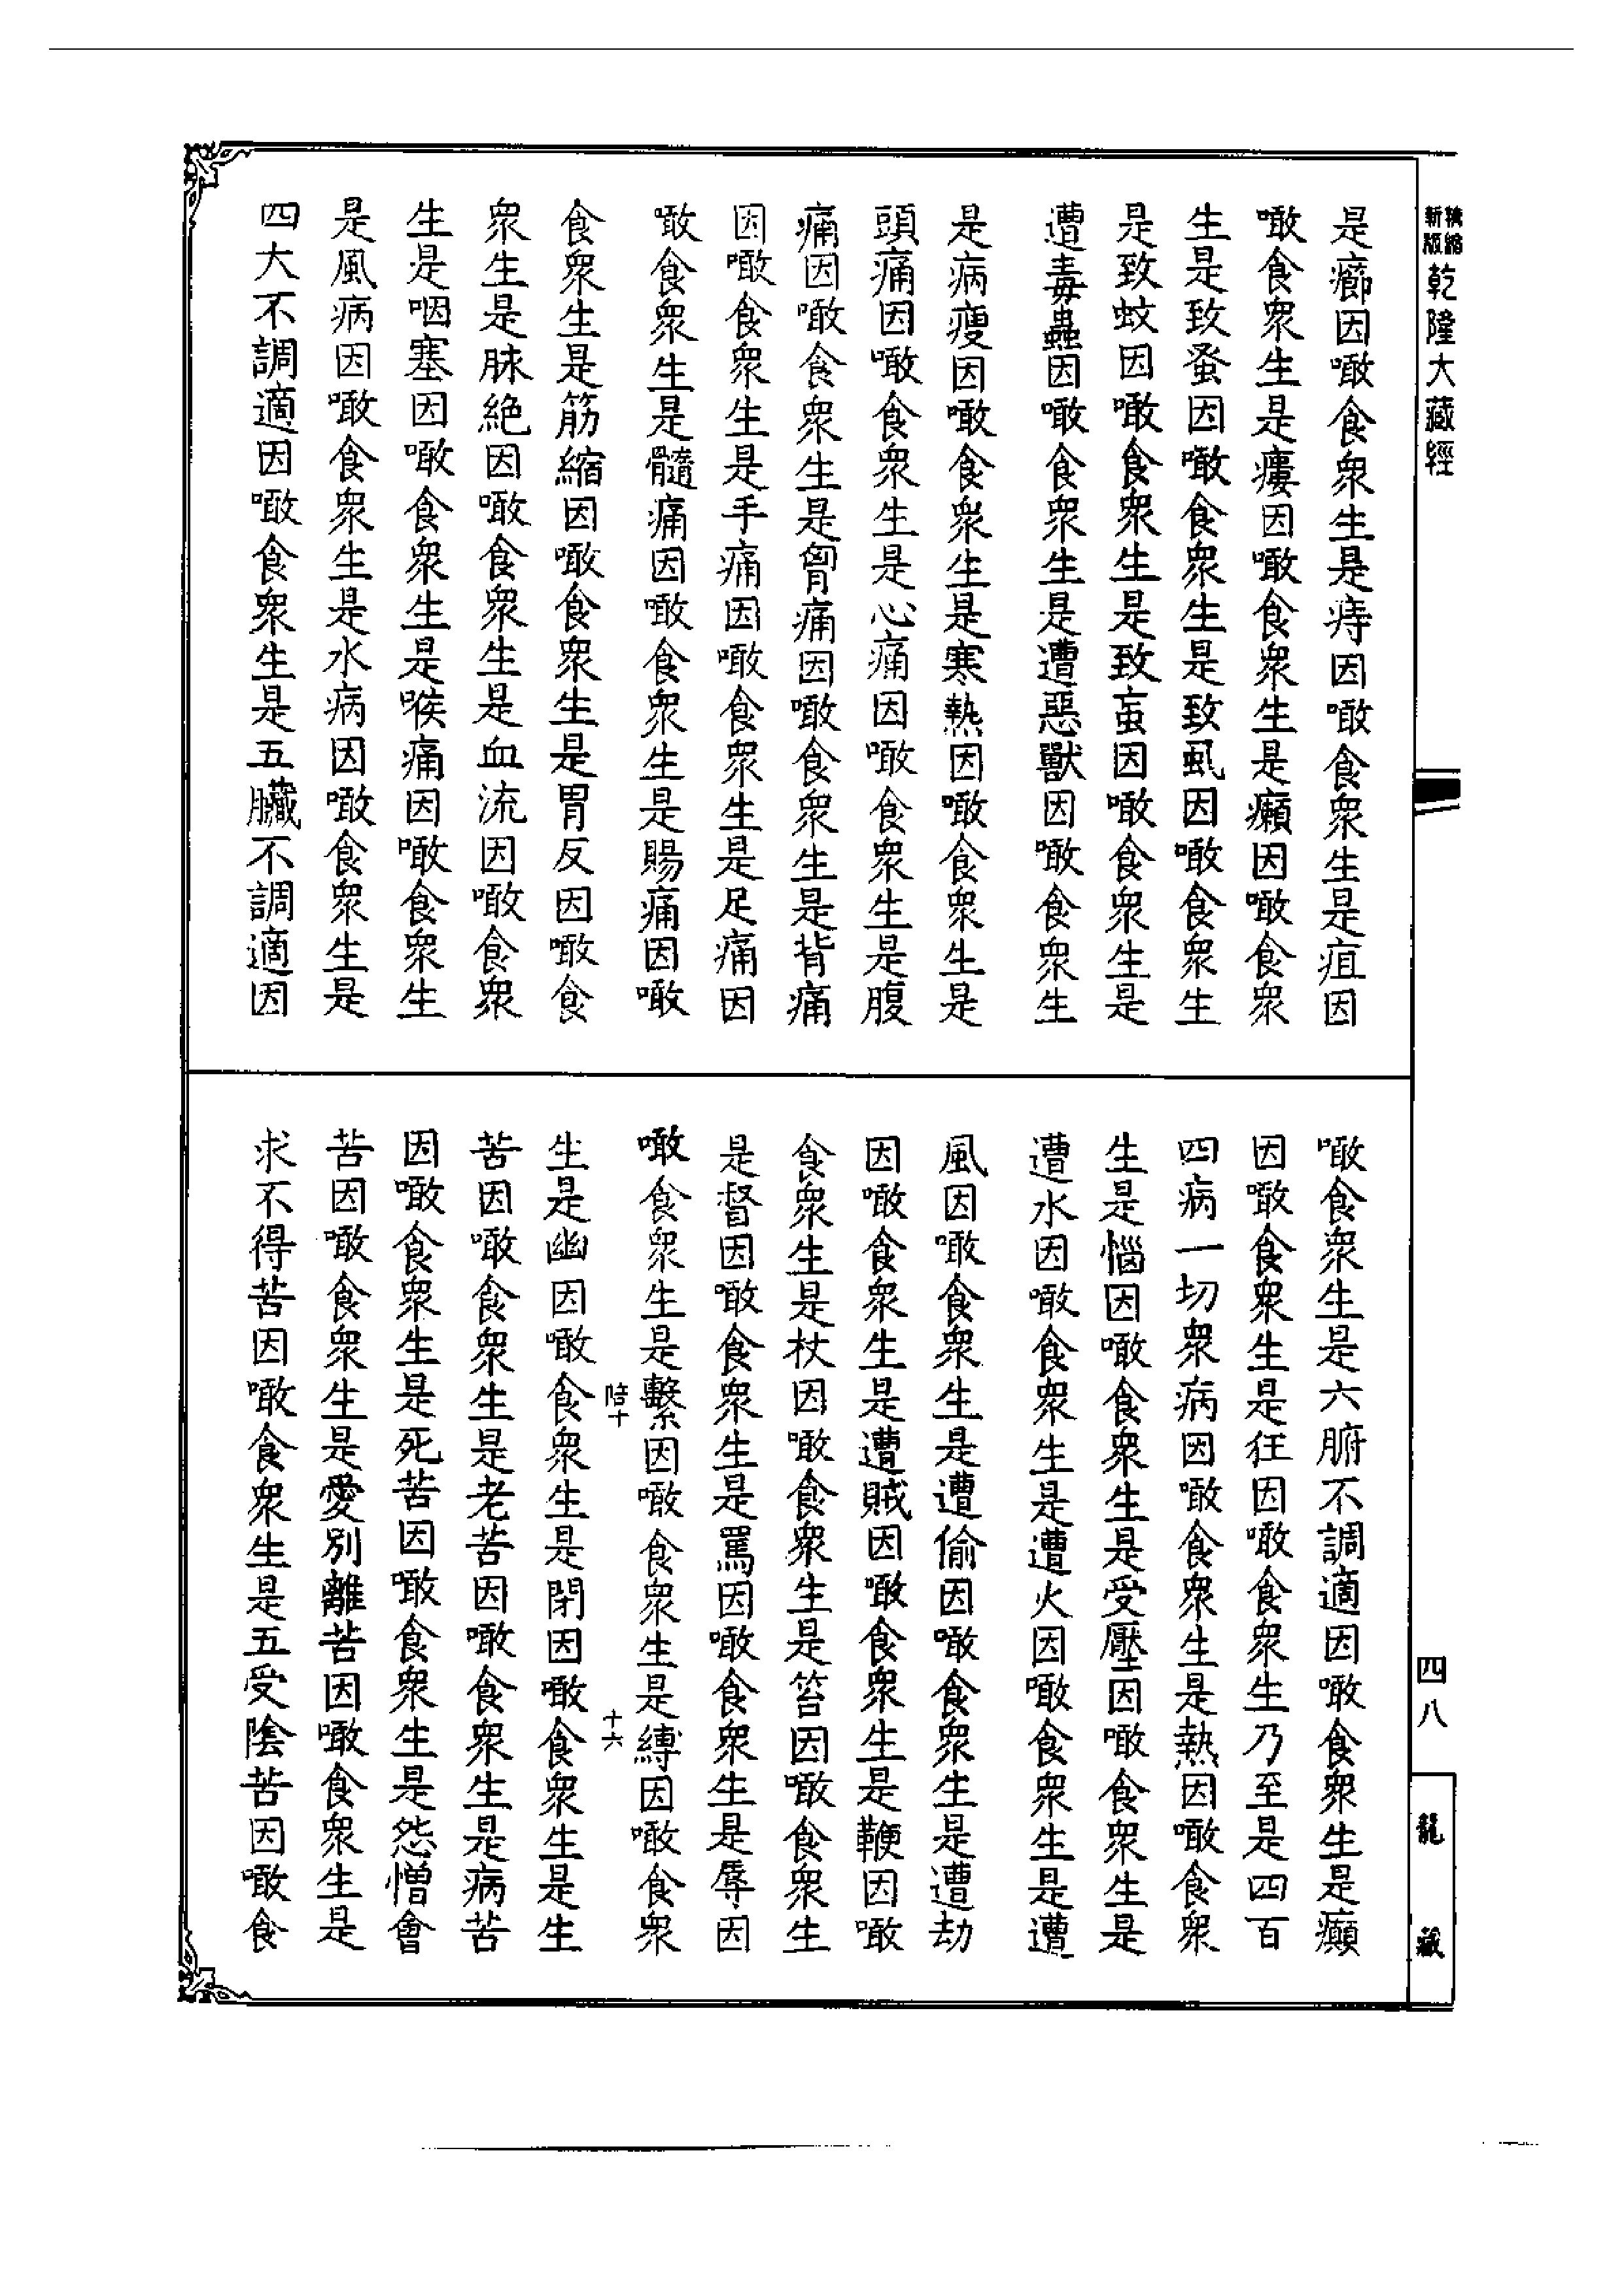 精縮
新版
乾隆大藏經
是癤因噉食衆生是痔因噉食衆生是疽因
噉食衆生是瘻因噉食衆生是癩因噉食衆
生是致蚤因噉食衆生是致虱因噉食衆生
是致蚊因噉食衆生是致䖟因噉食衆生是
遭毒蟲因噉食衆生是遭惡獸因噉食衆生
是病瘦因噉食衆生是寒熱因噉食衆生是
頭痛因噉食衆生是心痛因噉食衆生是腹
痛因噉食衆生是胷痛因噉食衆生是背痛
因噉食衆生是手痛因噉食衆生是足痛因
噉食衆生是髓痛因噉食衆生是腸痛因噉
食衆生是筋縮因噉食衆生是胃反因噉食
衆生是脉絶因噉食衆生是血流因噉食衆
生是咽塞因噉食衆生是喉痛因噉食衆生
是風病因噉食衆生是水病因噉食衆生是
四大不調適因噉食衆生是五臟不調適因
噉食衆生是六腑不調適因噉食衆生是癲
因噉食衆生是狂因噉食衆生乃至是四百
四病一切衆病因噉食衆生是熱因噉食衆
生是惱因噉食衆生是受壓因噉食衆生是
遭水因噉食衆生是遭火因噉食衆生是遭
風因噉食衆生是遭偷因噉食衆生是遭劫
因噉食衆生是遭賊因噉食衆生是鞭因噉
食衆生是杖因噉食衆生是笞因噉食衆生
是督因噉食衆生是罵因噉食衆生是辱因
噉食衆生是繫因噉食衆生是縛因噉食衆
陪十
十六
生是幽因噉食衆生是閉因噉食衆生是生
苦因噉食衆生是老苦因噉食衆生是病苦
因噉食衆生是死苦因噉食衆生是怨憎會
苦因噉食衆生是愛別離苦因噉食衆生是
求不得苦因噉食衆生是五受陰苦因噉食
四八
龍藏